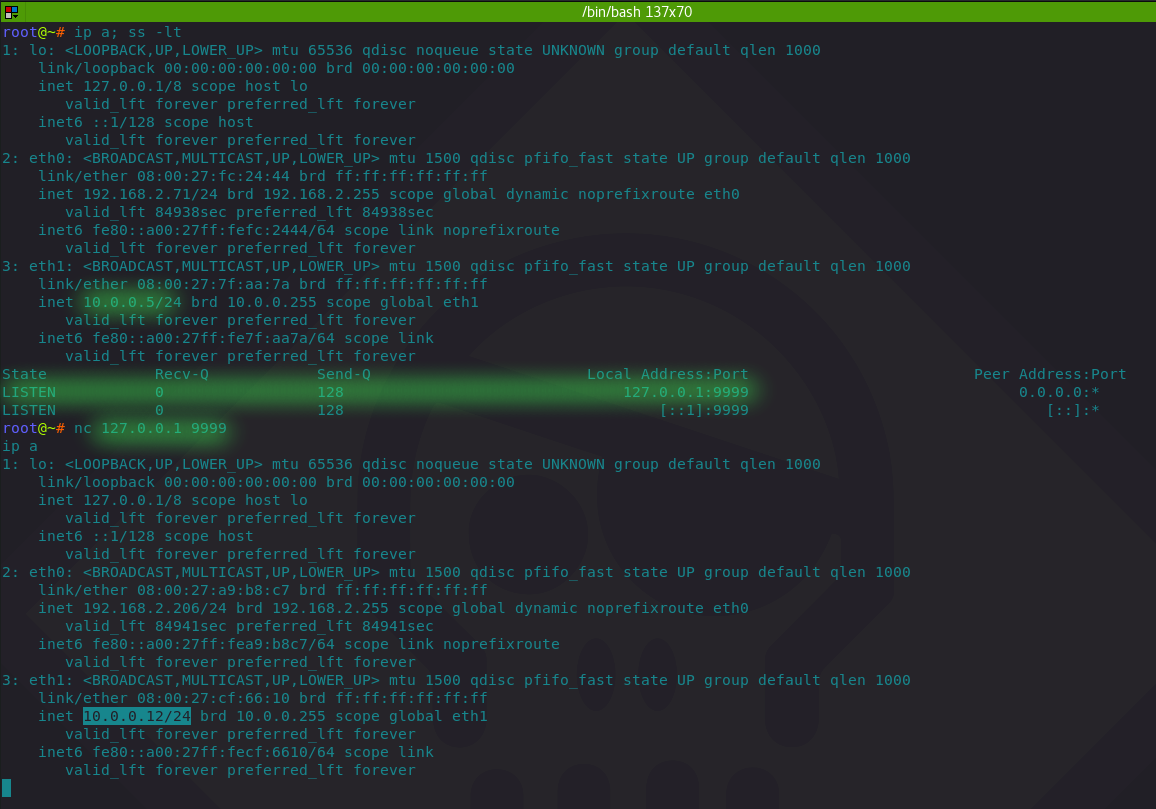 /bin/bash 137x70
root@~# ip a; ss -lt
1: lo: <LOOPBACK,UP,LOWER_UP> mtu 65536 qdisc noqueue state UNKNOWN group default qlen 1000
    link/loopback 00:00:00:00:00:00 brd 00:00:00:00:00:00
    inet 127.0.0.1/8 scope host lo
       valid_lft forever preferred_lft forever
    inet6 ::1/128 scope host
       valid_lft forever preferred_lft forever
2: eth0: <BROADCAST,MULTICAST,UP,LOWER_UP> mtu 1500 qdisc pfifo_fast state UP group default qlen 1000
    link/ether 08:00:27:fc:24:44 brd ff:ff:ff:ff:ff:ff
    inet 192.168.2.71/24 brd 192.168.2.255 scope global dynamic noprefixroute eth0
       valid_lft 84938sec preferred_lft 84938sec
    inet6 fe80::a00:27ff:fefc:2444/64 scope link noprefixroute
       valid_lft forever preferred_lft forever
3: eth1: <BROADCAST,MULTICAST,UP,LOWER_UP> mtu 1500 qdisc pfifo_fast state UP group default qlen 1000
    link/ether 08:00:27:7f:aa:7a brd ff:ff:ff:ff:ff:ff
    inet 10.0.0.5/24 brd 10.0.0.255 scope global eth1
       valid_lft forever preferred_lft forever
    inet6 fe80::a00:27ff:fe7f:aa7a/64 scope link
       valid_lft forever preferred_lft forever
State            Recv-Q            Send-Q                        Local Address:Port                         Peer Address:Port
LISTEN           0                 128                               127.0.0.1:9999                              0.0.0.0:*
LISTEN           0                 128                                   [::1]:9999                                 [::]:*
root@~# nc 127.0.0.1 9999
ip a
1: lo: <LOOPBACK,UP,LOWER_UP> mtu 65536 qdisc noqueue state UNKNOWN group default qlen 1000
    link/loopback 00:00:00:00:00:00 brd 00:00:00:00:00:00
    inet 127.0.0.1/8 scope host lo
       valid_lft forever preferred_lft forever
    inet6 ::1/128 scope host
       valid_lft forever preferred_lft forever
2: eth0: <BROADCAST,MULTICAST,UP,LOWER_UP> mtu 1500 qdisc pfifo_fast state UP group default qlen 1000
    link/ether 08:00:27:a9:b8:c7 brd ff:ff:ff:ff:ff:ff
    inet 192.168.2.206/24 brd 192.168.2.255 scope global dynamic noprefixroute eth0
       valid_lft 84941sec preferred_lft 84941sec
    inet6 fe80::a00:27ff:fea9:b8c7/64 scope link noprefixroute
       valid_lft forever preferred_lft forever
3: eth1: <BROADCAST,MULTICAST,UP,LOWER_UP> mtu 1500 qdisc pfifo_fast state UP group default qlen 1000
    link/ether 08:00:27:cf:66:10 brd ff:ff:ff:ff:ff:ff
    inet 10.0.0.12/24 brd 10.0.0.255 scope global eth1
       valid_lft forever preferred_lft forever
    inet6 fe80::a00:27ff:fecf:6610/64 scope link
       valid_lft forever preferred_lft forever